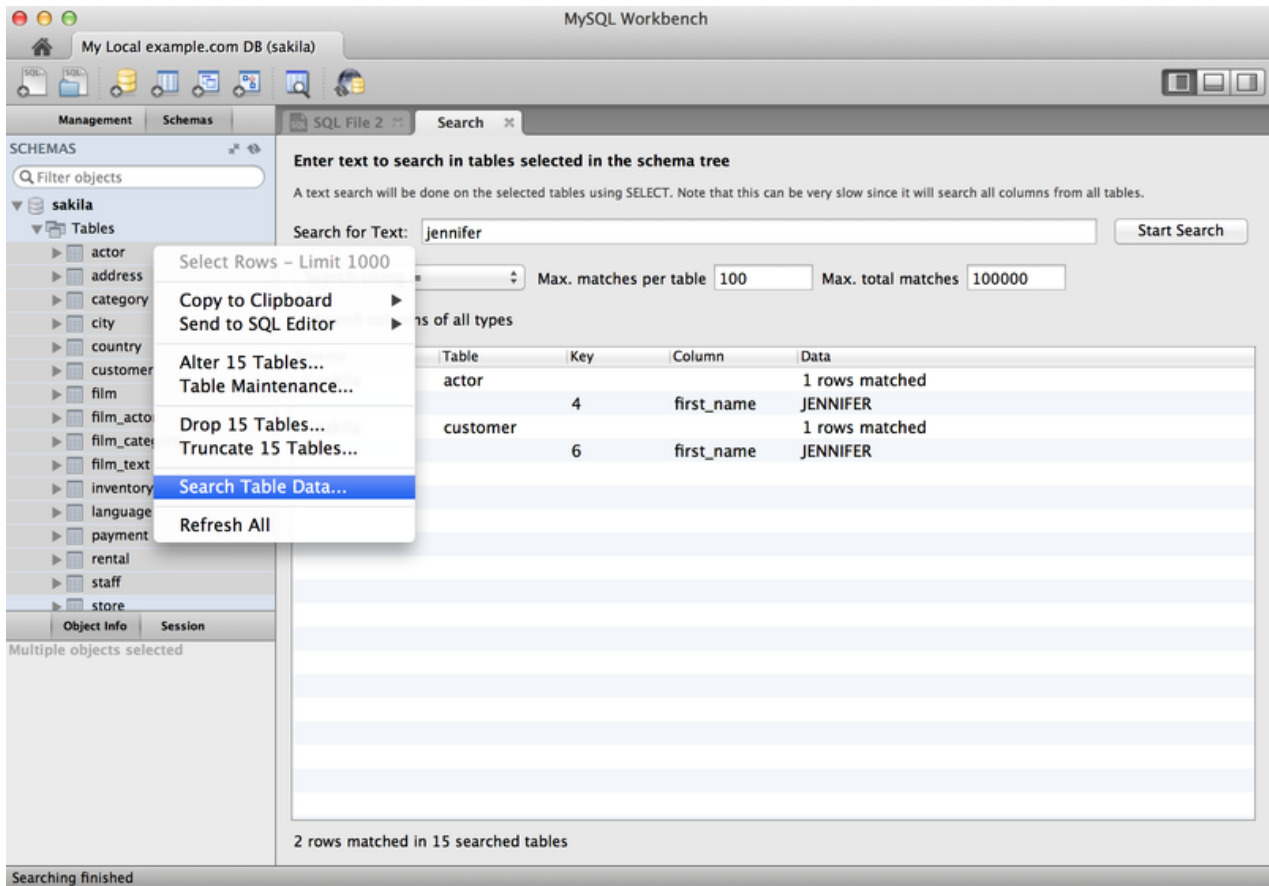 MySQL Workbench
My Local example.com DB (sakila)
SQL SQL
Management Schemas
SQL File 2 Search
SCHEMAS
Filter objects
sakila
Tables
actor
address
category
city
country
customer
film
film_acto
film_cate
film_text
inventory
language
payment
rental
staff
store
Object Info Session
Multiple objects selected
Select Rows – Limit 1000
Copy to Clipboard
Send to SQL Editor
Alter 15 Tables...
Table Maintenance...
Drop 15 Tables...
Truncate 15 Tables...
Search Table Data...
Refresh All
Enter text to search in tables selected in the schema tree
A text search will be done on the selected tables using SELECT. Note that this can be very slow since it will search all columns from all tables.
Search for Text: jennifer Start Search
= Max. matches per table 100 Max. total matches 100000
of all types
Table Key Column Data
actor 1 rows matched
4 first_name JENNIFER
customer 1 rows matched
6 first_name JENNIFER
2 rows matched in 15 searched tables
Searching finished